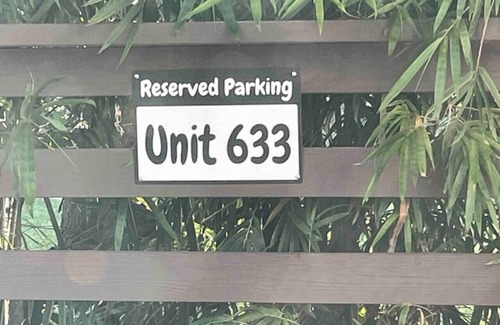 Reserved Parking
Unit 633